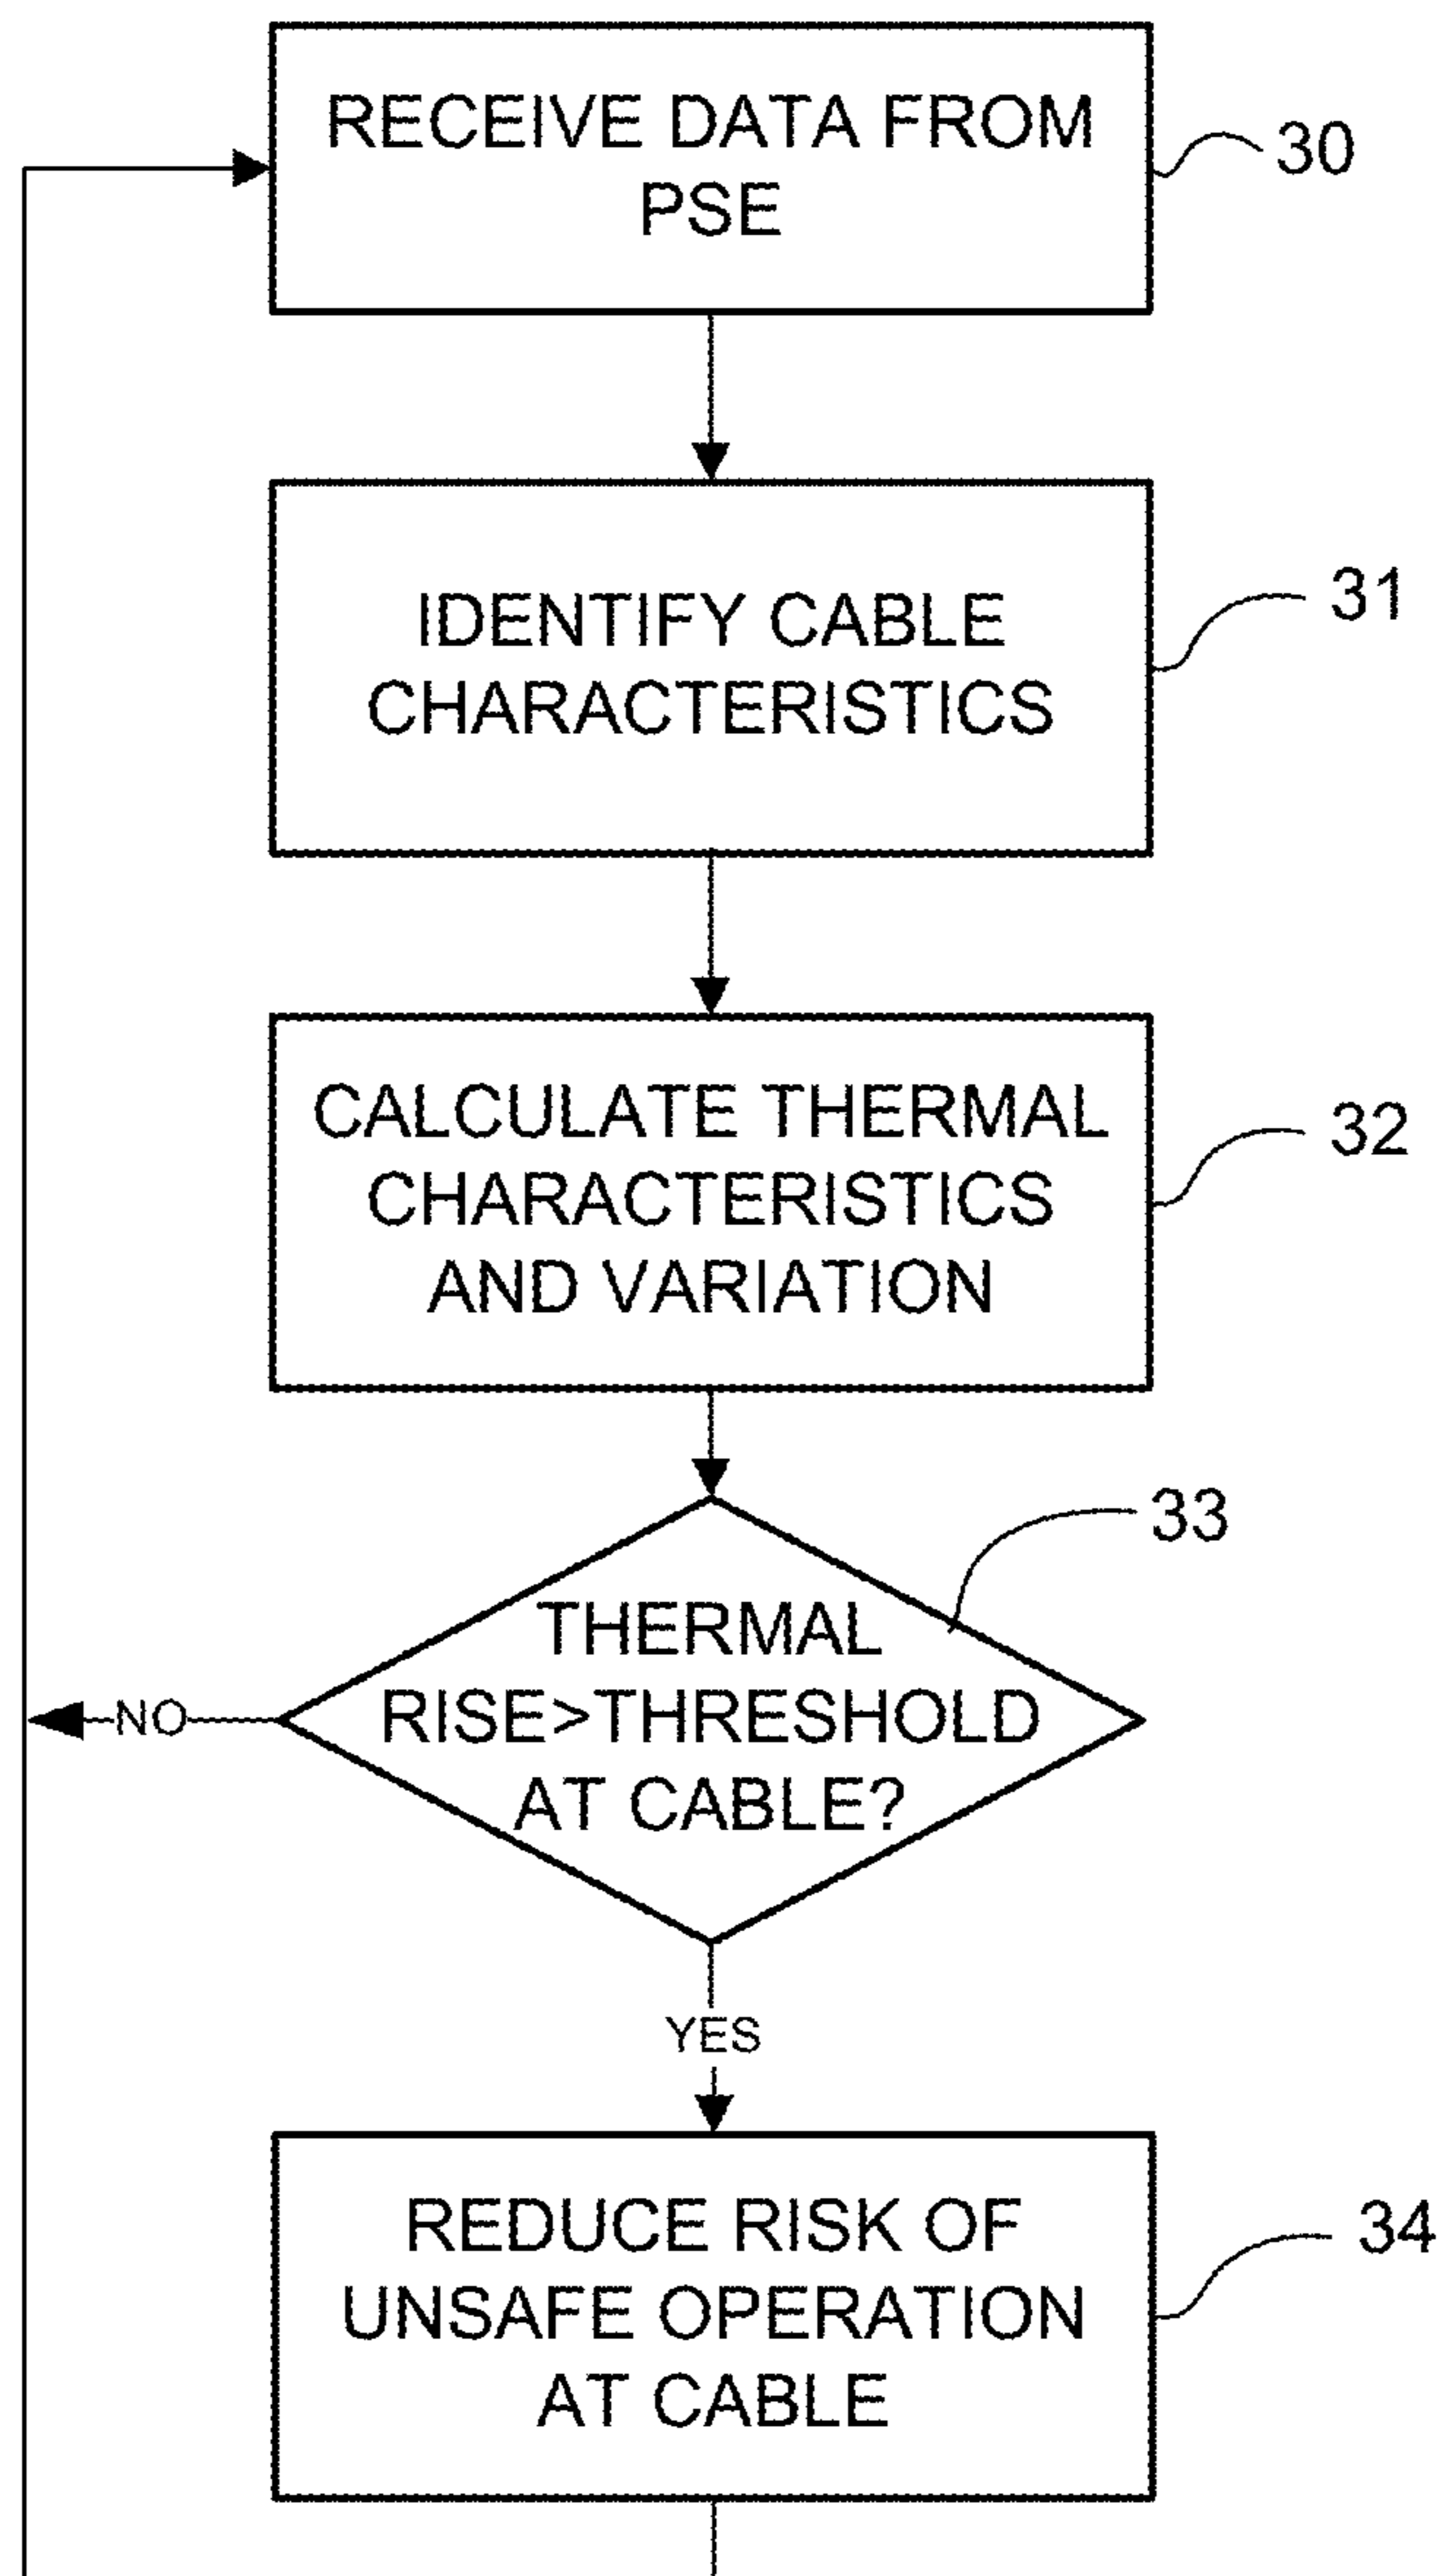 RECEIVE DATA FROM
PSE
30
IDENTIFY CABLE
CHARACTERISTICS
31
CALCULATE THERMAL
CHARACTERISTICS
AND VARIATION
32
33
THERMAL
RISE>THRESHOLD
AT CABLE?
NO
YES
REDUCE RISK OF
UNSAFE OPERATION
AT CABLE
34